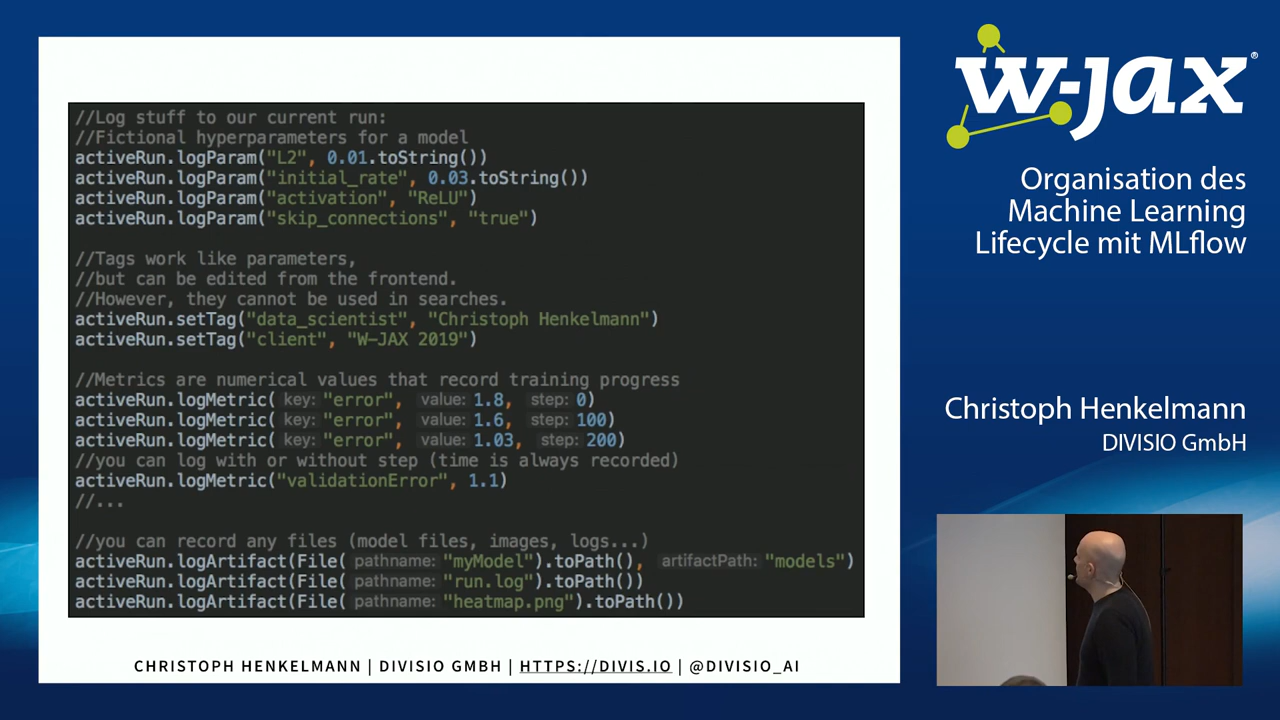 //Log stuff to our current run:
//Fictional hyperparameters for a model
activeRun.logParam("L2", 0.01.toString())
activeRun.logParam("initial_rate", 0.03.toString())
activeRun.logParam("activation", "ReLU")
activeRun.logParam("skip_connections", "true")
//Tags work like parameters,
//but can be edited from the frontend.
//However, they cannot be used in searches.
activeRun.setTag("data_scientist", "Christoph Henkelmann")
activeRun.setTag("client", "W-JAX 2019")
//Metrics are numerical values that record training progress
activeRun.logMetric( key: "error", value: 1.8, step: 0)
activeRun.logMetric( key: "error", value: 1.6, step: 100)
activeRun.logMetric( key: "error", value: 1.03, step: 200)
//you can log with or without step (time is always recorded)
activeRun.logMetric("validationError", 1.1)
//...
//you can record any files (model files, images, logs...)
activeRun.logArtifact(File( pathname: "myModel").toPath(), artifactPath: "models")
activeRun.logArtifact(File( pathname: "run.log").toPath())
activeRun.logArtifact(File( pathname: "heatmap.png").toPath())
CHRISTOPH HENKELMANN | DIVISIO GMBH | HTTPS://DIVIS.IO | @DIVISIO_AI
w-jax®
Organisation des
Machine Learning
Lifecycle mit MLflow
Christoph Henkelmann
DIVISIO GmbH